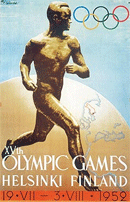 XVth
OLYMPIC GAMES
HELSINKI FINLAND
19·VII - 3·VIII·1952